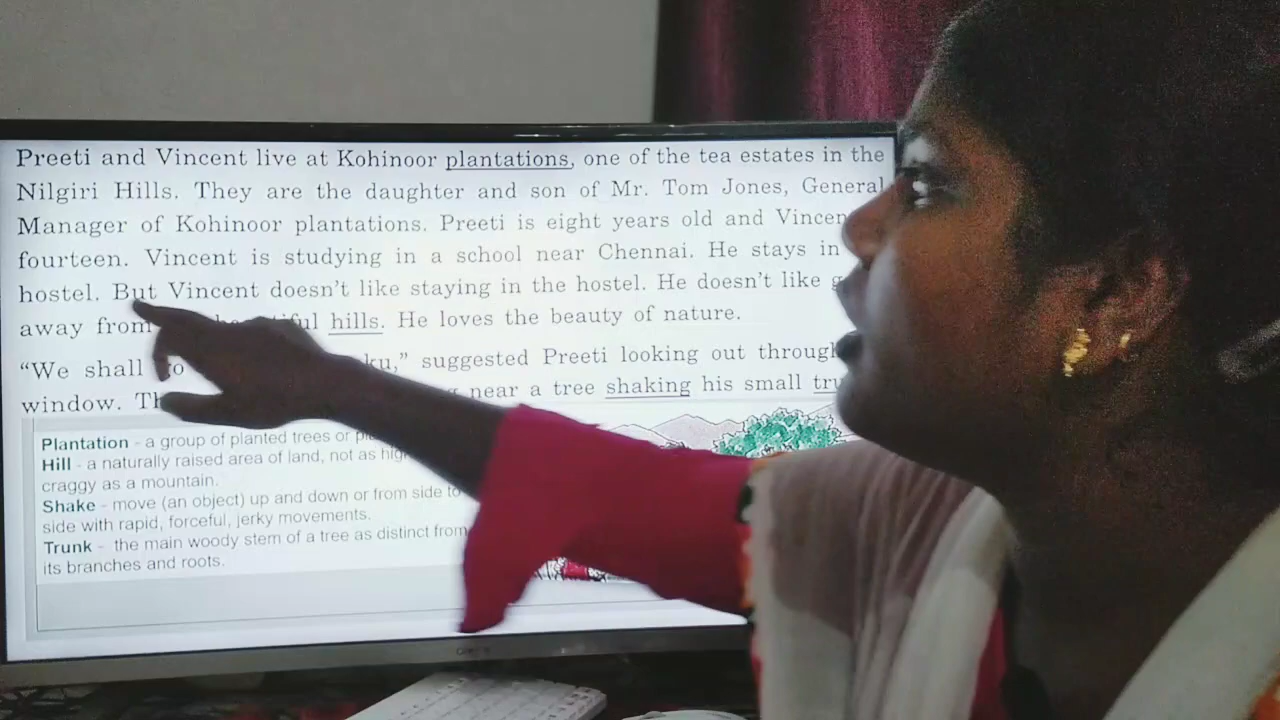 Preeti and Vincent live at Kohinoor plantations, one of the tea estates in the
Nilgiri Hills. They are the daughter and son of Mr. Tom Jones, General
Manager of Kohinoor plantations. Preeti is eight years old and Vincen
fourteen. Vincent is studying in a school near Chennai. He stays in
hostel. But Vincent doesn't like staying in the hostel. He doesn't like g
away from hills. He loves the beauty of nature.
“We shall ku,” suggested Preeti looking out through
window. near a tree shaking his small tru
Plantation - a group of planted trees or
Hill - a naturally raised area of land, not as hig
craggy as a mountain.
Shake - move (an object) up and down or from side to
side with rapid, forceful, jerky movements.
Trunk - the main woody stem of a tree as distinct from
its branches and roots.